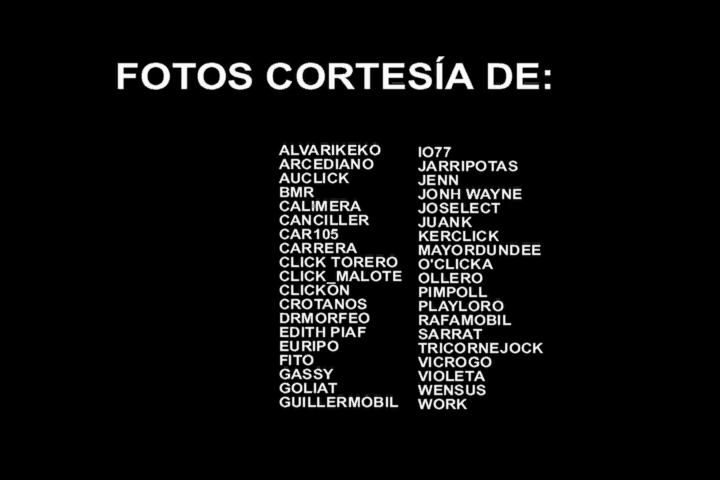 FOTOS CORTESÍA DE:
ALVARIKEKO
ARCEDIANO
AUCLICK
BMR
CALIMERA
CANCILLER
CAR105
CARRERA
CLICK TORERO
CLICK_MALOTE
CLICKÓN
CROTANOS
DRMORFEO
EDITH PIAF
EURIPO
FITO
GASSY
GOLIAT
GUILLERMOBIL
IO77
JARRIPOTAS
JENN
JONH WAYNE
JOSELECT
JUANK
KERCLICK
MAYORDUNDEE
O'CLICKA
OLLERO
PIMPOLL
PLAYLORO
RAFAMOBIL
SARRAT
TRICORNEJOCK
VICROGO
VIOLETA
WENSUS
WORK